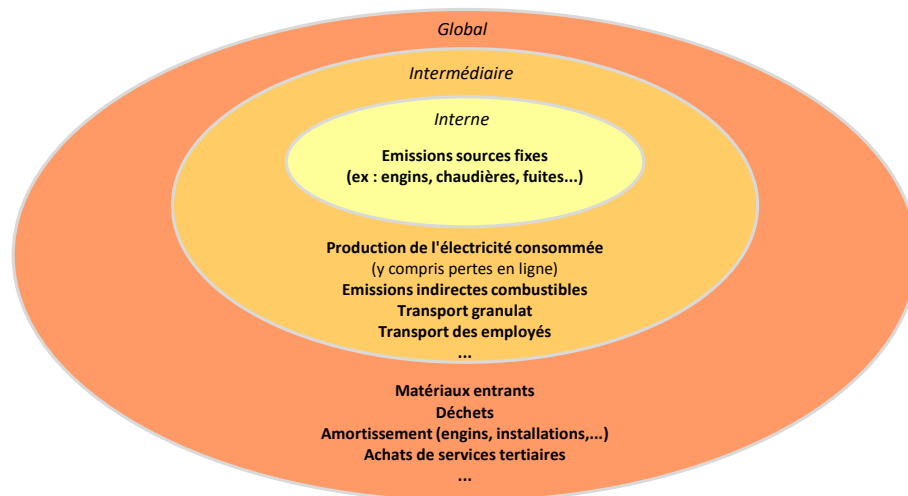 Global
Intermédiaire
Interne
Emissions sources fixes
(ex : engins, chaudières, fuites...)
Production de l'électricité consommée
(y compris pertes en ligne)
Emissions indirectes combustibles
Transport granulat
Transport des employés
...
Matériaux entrants
Déchets
Amortissement (engins, installations,...)
Achats de services tertiaires
...